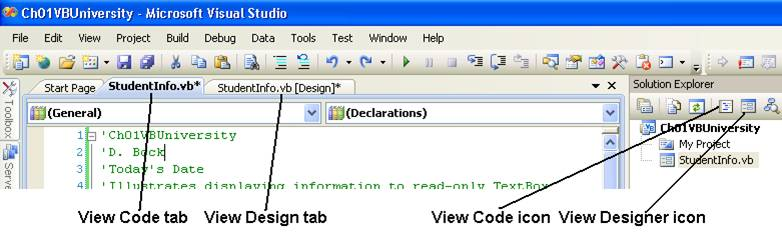 Ch01VBUniversity - Microsoft Visual Studio
File Edit View Project Build Debug Data Tools Test Window Help
Start Page StudentInfo.vb* StudentInfo.vb [Design]* Solution Explorer
(General) (Declarations)
Ch01VBUniversity
My Project
StudentInfo.vb
Toolbox
Serve
1 'Ch01VBUniversity
2 'D. Bock
3 'Today's Date
4 'Illustrates displaying information to read-only TextBox
View Code tab View Design tab View Code icon View Designer icon